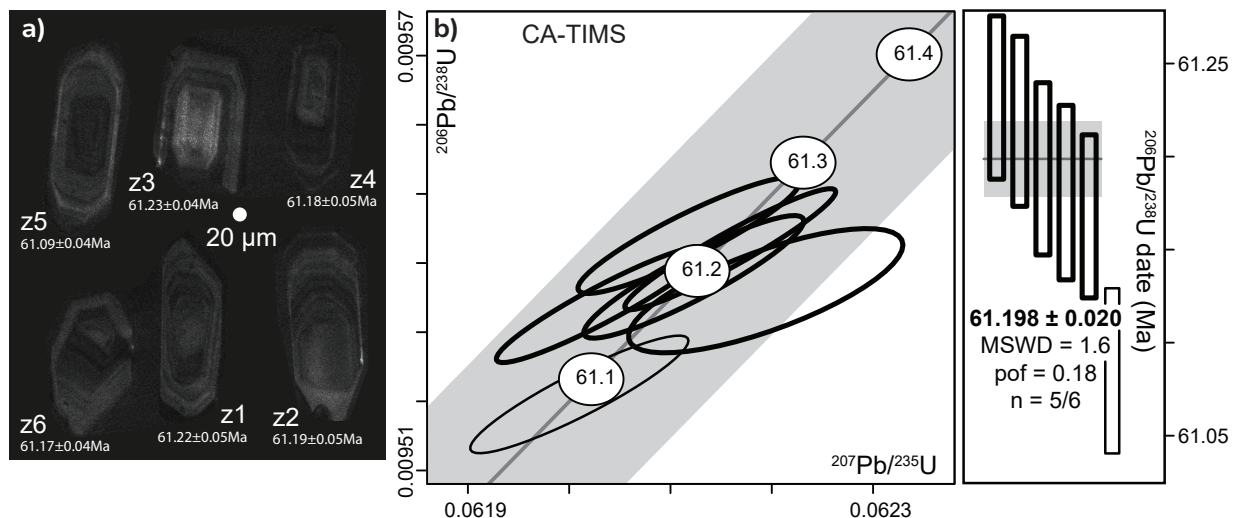 a)
z5
61.09±0.04Ma
z3
61.23±0.04Ma
z4
61.18±0.05Ma
20 µm
z6
61.17±0.04Ma
z1
61.22±0.05Ma
z2
61.19±0.05Ma
b)
CA-TIMS
0.00957
0.00951
²⁰⁶Pb/²³⁸U
61.4
61.3
61.2
61.1
²⁰⁷Pb/²³⁵U
0.0619
0.0623
61.25
61.05
²⁰⁶Pb/²³⁸U date (Ma)
61.198 ± 0.020
MSWD = 1.6
pof = 0.18
n = 5/6